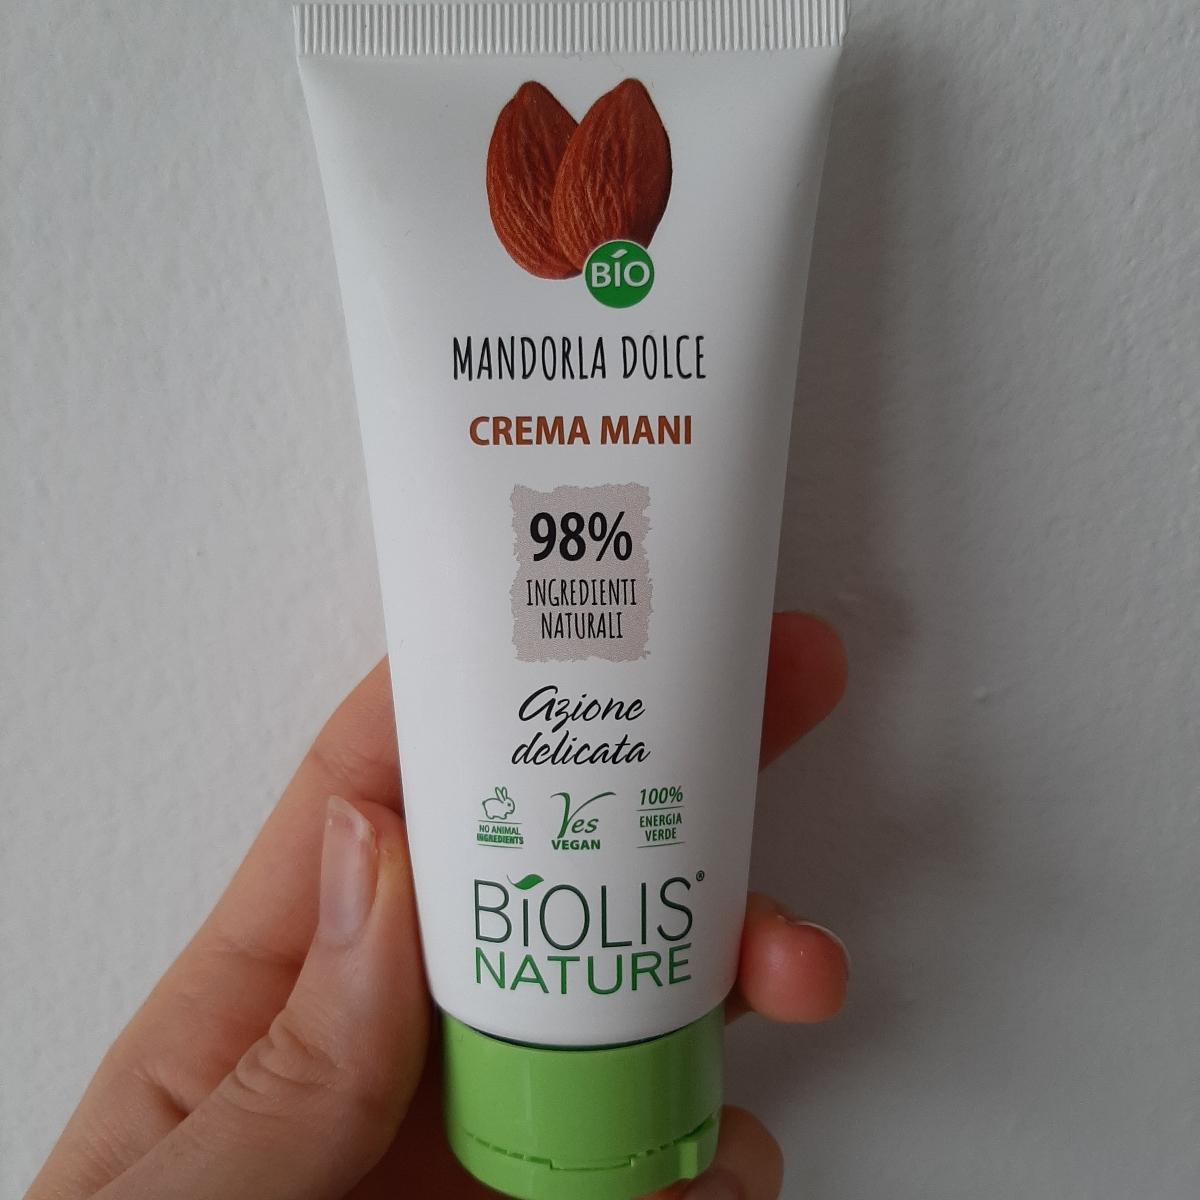 BIO
MANDORLA DOLCE
CREMA MANI
98%
INGREDIENTI
NATURALI
Azione
delicata
NO ANIMAL
INGREDIENTS
Yes
VEGAN
100%
ENERGIA
VERDE
BiOLIS®
NATURE